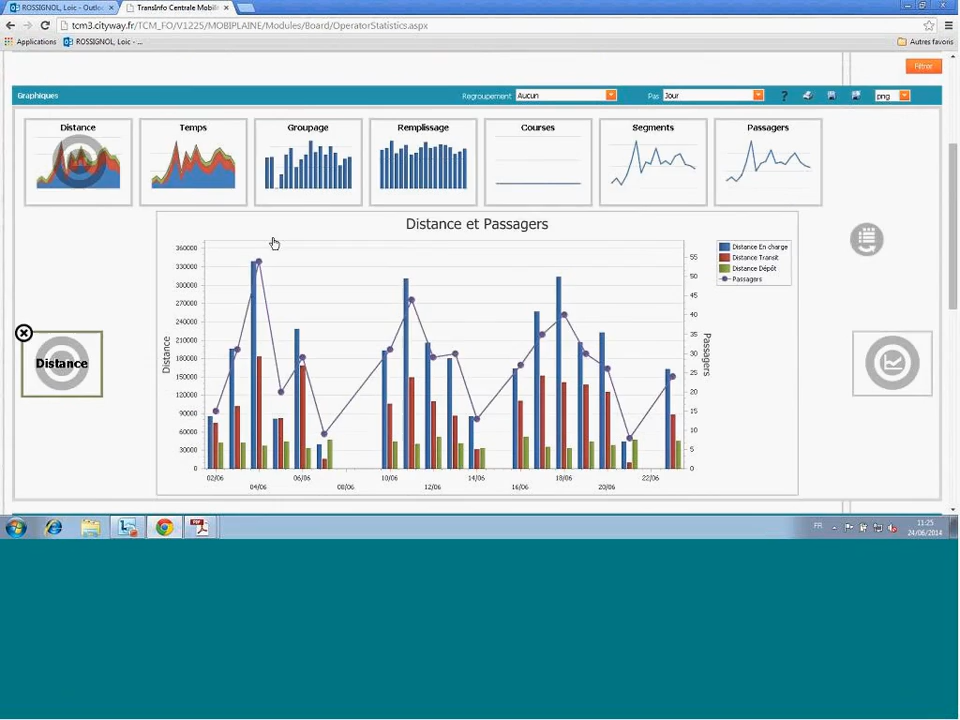 ROSSIGNOL, Loïc - Outlo
TransInfo Centrale Mobili
tcm3.cityway.fr/TCM_FO/V1225/MOBIPLAINE/Modules/Board/OperatorStatistics.aspx
Applications
ROSSIGNOL, Loïc - ...
Autres favoris
Filtrer
Graphiques
Regroupement
Aucun
Pas
Jour
?
png
Distance
Temps
Groupage
Remplissage
Courses
Segments
Passagers
Distance et Passagers
360000
330000
300000
270000
240000
210000
180000
150000
120000
90000
60000
30000
0
Distance
55
50
45
40
35
30
25
20
15
10
5
0
Passagers
Distance En charge
Distance Transit
Distance Dépôt
Passagers
02/06
04/06
06/06
08/06
10/06
12/06
14/06
16/06
18/06
20/06
22/06
Distance
FR
11:25
24/06/2014